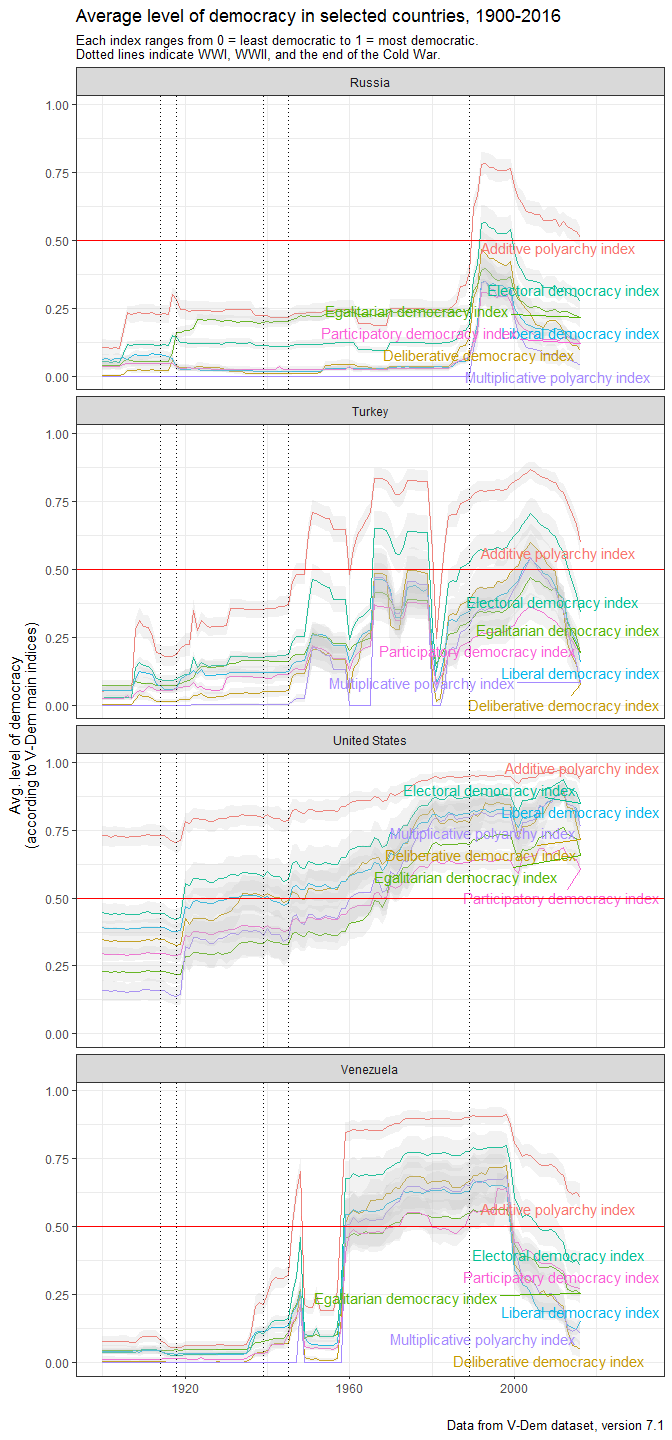 Average level of democracy in selected countries, 1900-2016
Each index ranges from 0 = least democratic to 1 = most democratic.
Dotted lines indicate WWI, WWII, and the end of the Cold War.
Avg. level of democracy
(according to V-Dem main indices)
Russia
1.00
0.75
0.50
0.25
0.00
Additive polyarchy index
Electoral democracy index
Egalitarian democracy index
Participatory democracy index
Liberal democracy index
Deliberative democracy index
Multiplicative polyarchy index
Turkey
1.00
0.75
0.50
0.25
0.00
Additive polyarchy index
Electoral democracy index
Egalitarian democracy index
Participatory democracy index
Liberal democracy index
Multiplicative polyarchy index
Deliberative democracy index
United States
1.00
0.75
0.50
0.25
0.00
Additive polyarchy index
Electoral democracy index
Liberal democracy index
Multiplicative polyarchy index
Deliberative democracy index
Egalitarian democracy index
Participatory democracy index
Venezuela
1.00
0.75
0.50
0.25
0.00
Additive polyarchy index
Electoral democracy index
Participatory democracy index
Egalitarian democracy index
Liberal democracy index
Multiplicative polyarchy index
Deliberative democracy index
1920
1960
2000
Data from V-Dem dataset, version 7.1